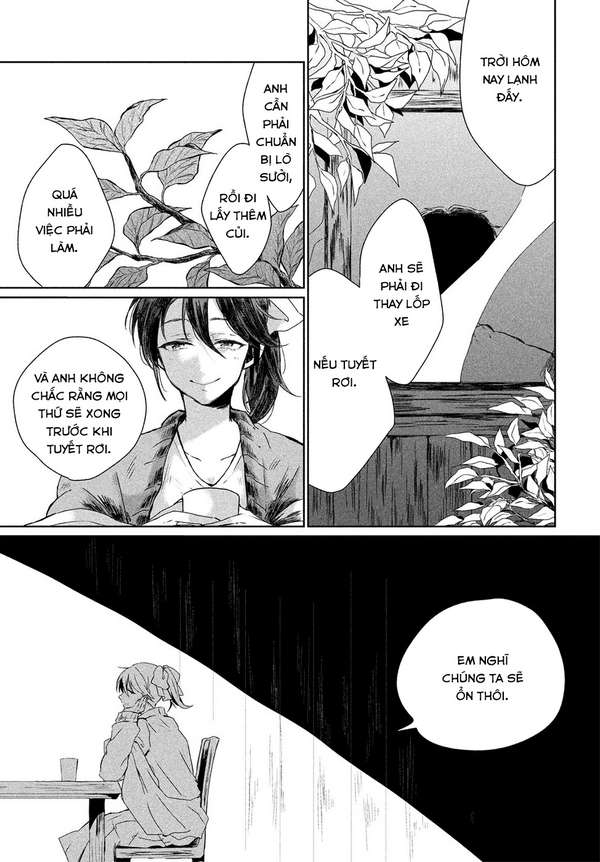 TRỜI HÔM
NAY LẠNH
ĐẤY.
ANH SẼ
PHẢI ĐI
THAY LỐP
XE
NẾU TUYẾT
RƠI.
ANH
CẦN PHẢI
CHUẨN
BỊ LÒ
SƯỞI,
RỒI ĐI
LẤY THÊM
CỦI.
QUÁ
NHIỀU
VIỆC PHẢI
LÀM.
VÀ ANH KHÔNG
CHẮC RẰNG MỌI
THỨ SẼ XONG
TRƯỚC KHI
TUYẾT RƠI.
EM NGHĨ
CHÚNG TA SẼ
ỔN THÔI.